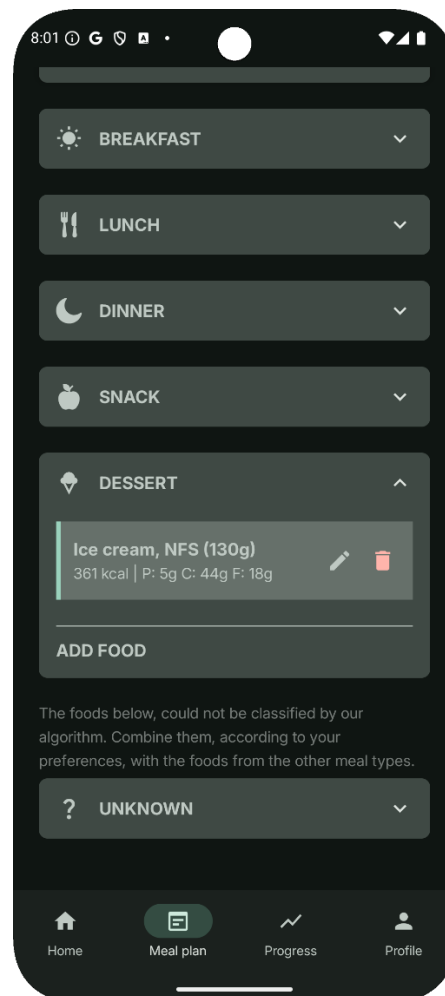 8:01
BREAKFAST
LUNCH
DINNER
SNACK
DESSERT
Ice cream, NFS (130g)
361 kcal | P: 5g C: 44g F: 18g
ADD FOOD
The foods below, could not be classified by our
algorithm. Combine them, according to your
preferences, with the foods from the other meal types.
? UNKNOWN
Home Meal plan Progress Profile